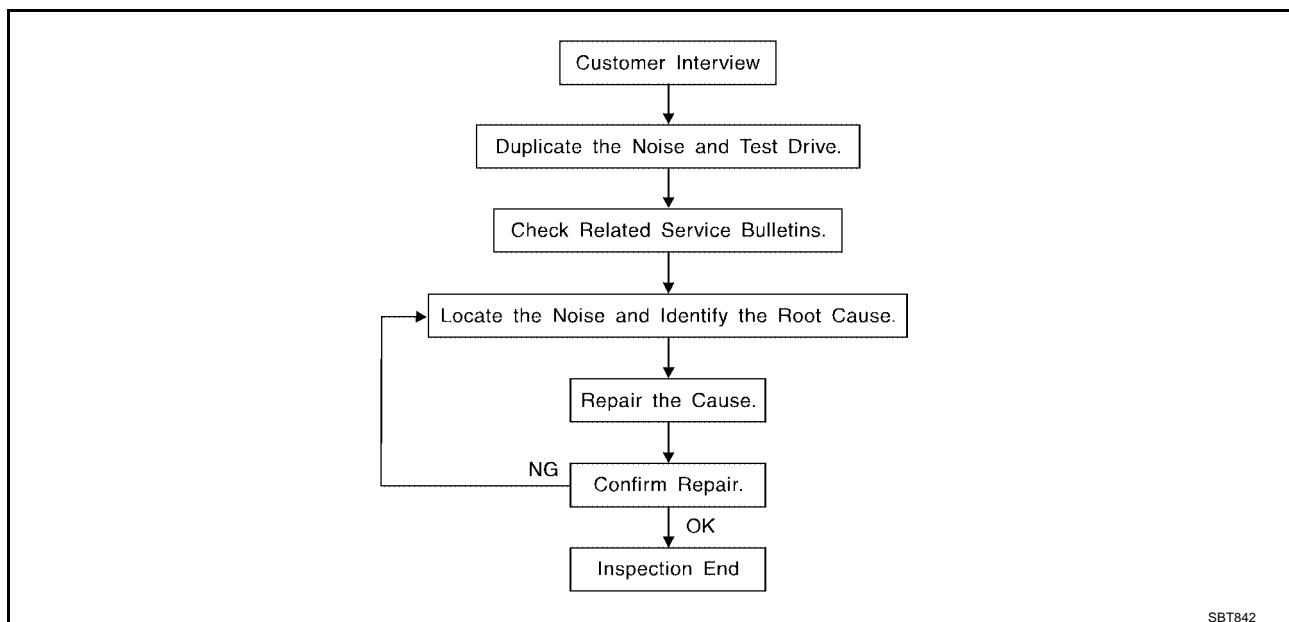 Customer Interview
Duplicate the Noise and Test Drive.
Check Related Service Bulletins.
Locate the Noise and Identify the Root Cause.
Repair the Cause.
NG
Confirm Repair.
OK
Inspection End
SBT842